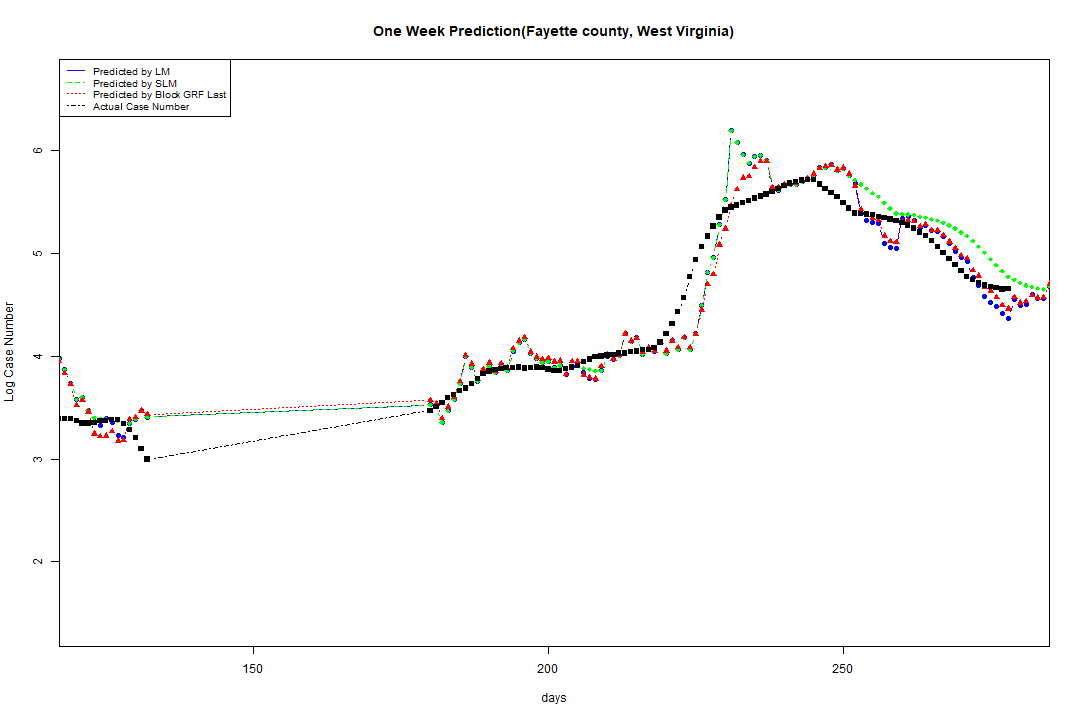 One Week Prediction(Fayette county, West Virginia)
Predicted by LM
Predicted by SLM
Predicted by Block GRF Last
Actual Case Number
6
5
4
3
2
Log Case Number
150
200
250
days